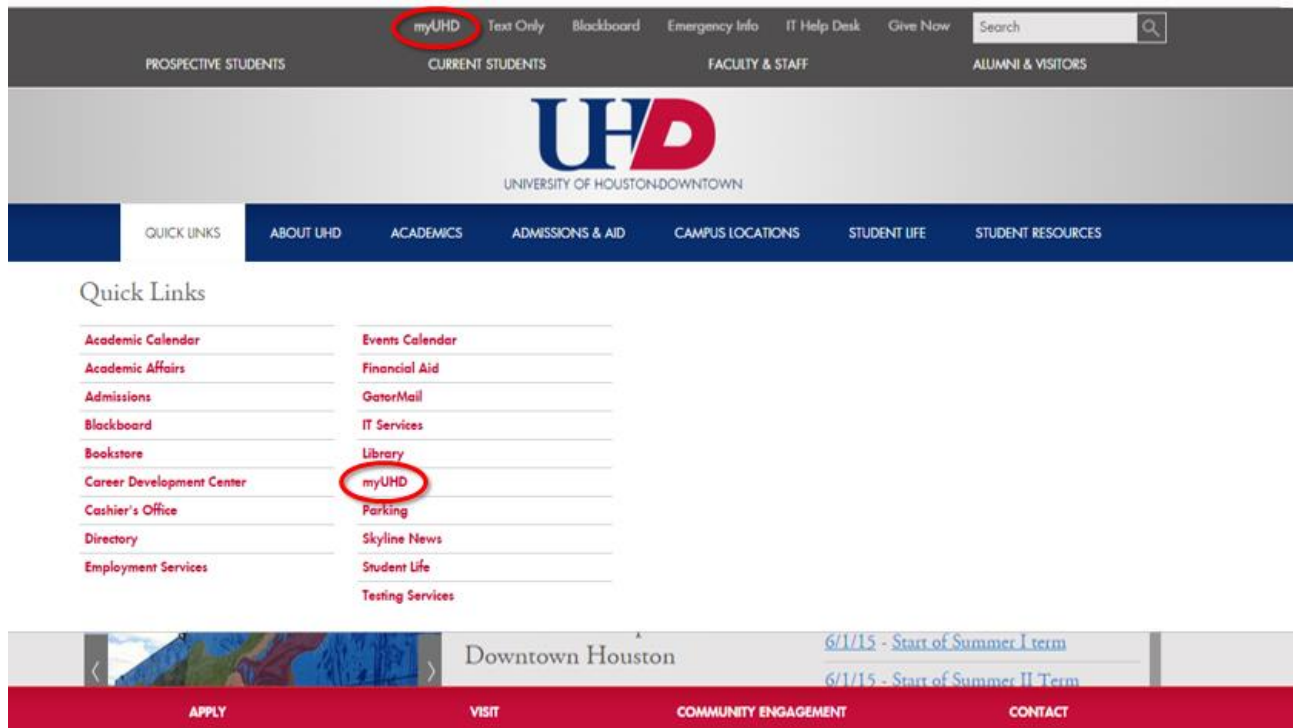 myUHD Text Only Blackboard Emergency Info IT Help Desk Give Now Search
PROSPECTIVE STUDENTS CURRENT STUDENTS FACULTY & STAFF ALUMNI & VISITORS
UHD
UNIVERSITY OF HOUSTON-DOWNTOWN
QUICK LINKS ABOUT UHD ACADEMICS ADMISSIONS & AID CAMPUS LOCATIONS STUDENT LIFE STUDENT RESOURCES
Quick Links
Academic Calendar
Academic Affairs
Admissions
Blackboard
Bookstore
Career Development Center
Cashier's Office
Directory
Employment Services
Events Calendar
Financial Aid
GatorMail
IT Services
Library
myUHD
Parking
Skyline News
Student Life
Testing Services
Downtown Houston
6/1/15 - Start of Summer I term
6/1/15 - Start of Summer II Term
APPLY VISIT COMMUNITY ENGAGEMENT CONTACT